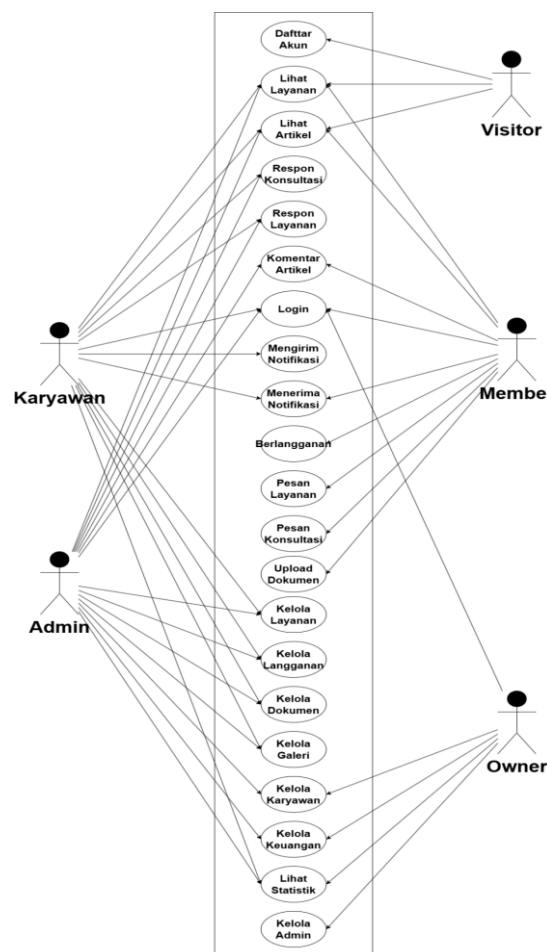 Dafttar
Akun
Lihat
Layanan
Visitor
Lihat
Artikel
Respon
Konsultasi
Respon
Layanan
Komentar
Artikel
Login
Karyawan
Mengirim
Notifikasi
Membe
Menerima
Notifikasi
Berlangganan
Pesan
Layanan
Pesan
Konsultasi
Upload
Dokumen
Admin
Kelola
Layanan
Kelola
Langganan
Kelola
Dokumen
Kelola
Galeri
Owner
Kelola
Karyawan
Kelola
Keuangan
Lihat
Statistik
Kelola
Admin